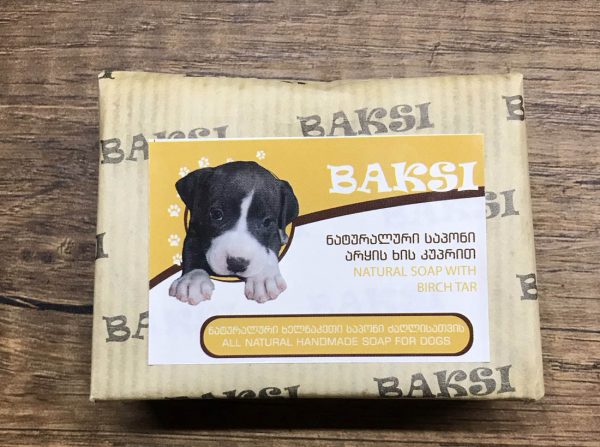 BAKSI
BAKSI
ნატურალური საპონი
არყის ხის კუპრით
NATURAL SOAP WITH
BIRCH TAR
ნატურალური ხელნაკეთი საპონი ძაღლისათვის
ALL NATURAL HANDMADE SOAP FOR DOGS
BAKSI
BAKSI